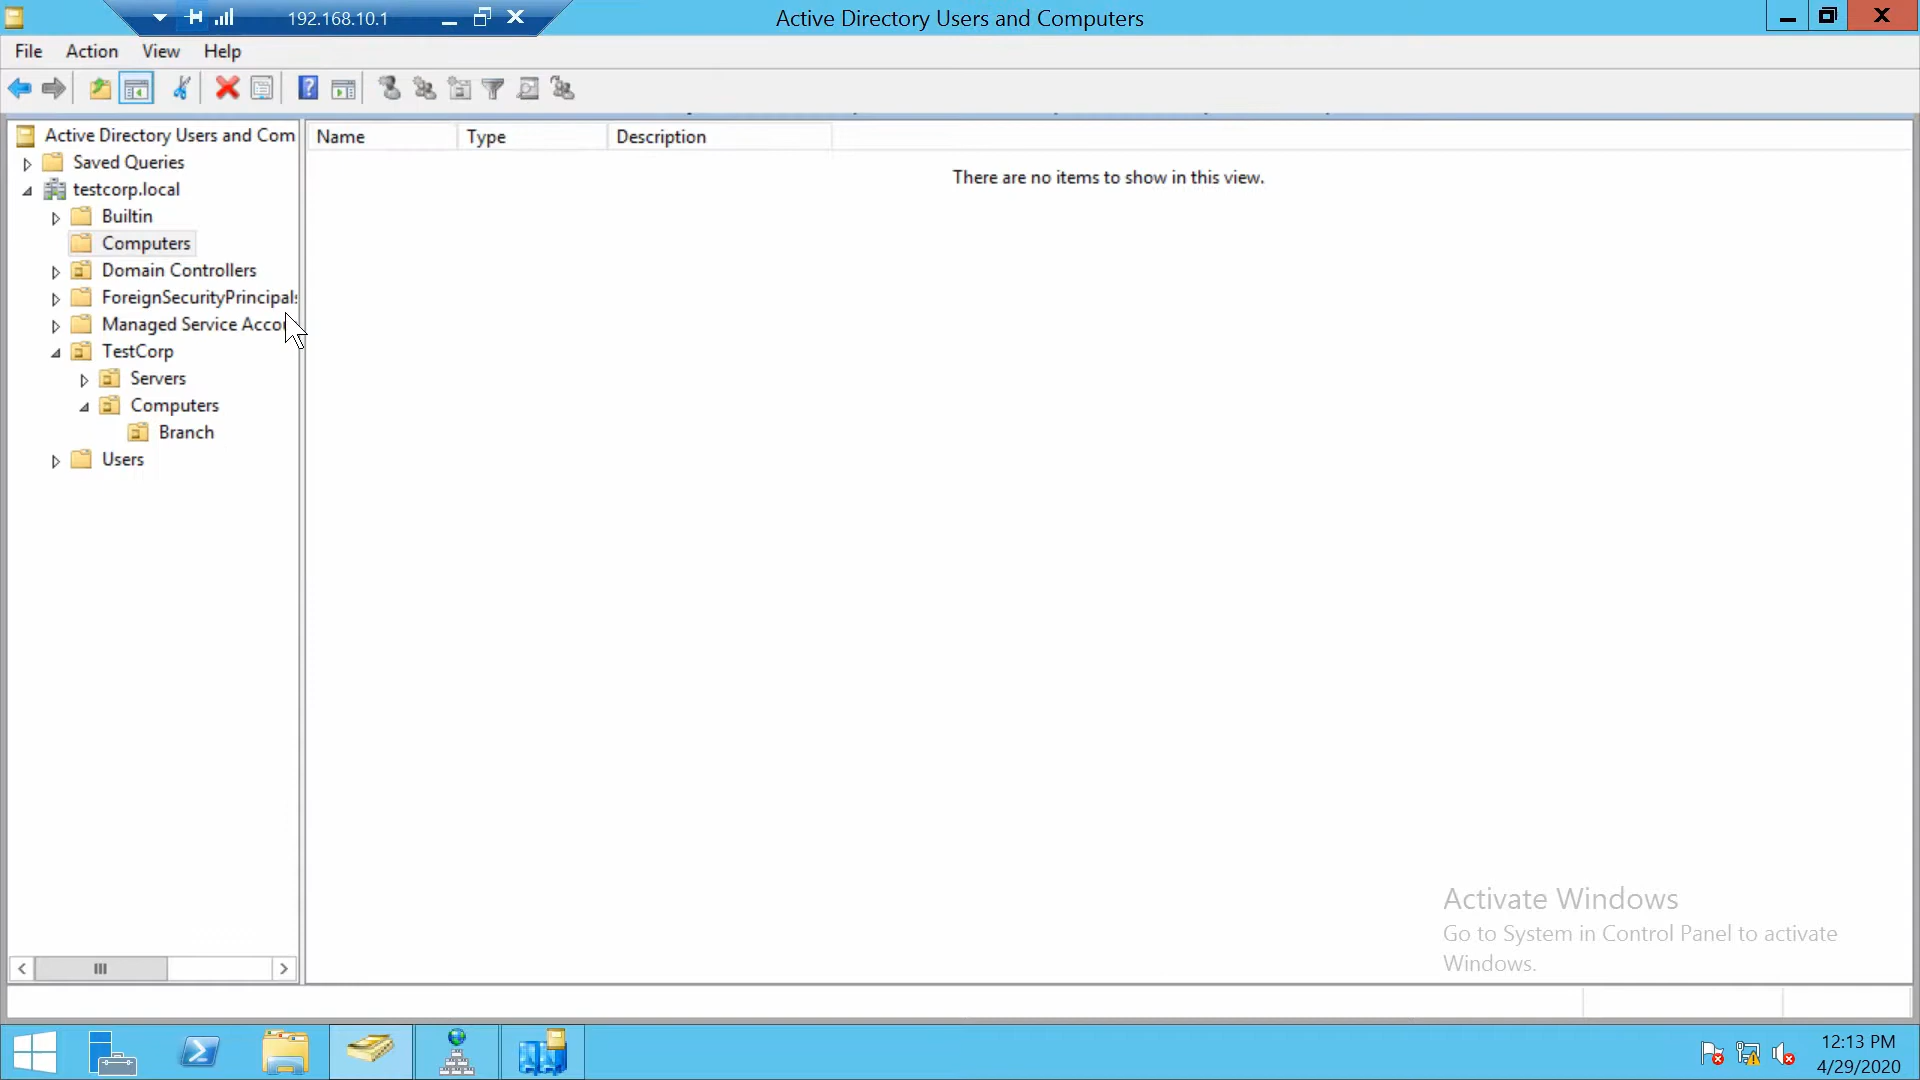 192.168.10.1
Active Directory Users and Computers
File Action View Help
Active Directory Users and Com
Saved Queries
testcorp.local
Builtin
Computers
Domain Controllers
ForeignSecurityPrincipals
Managed Service Accou
TestCorp
Servers
Computers
Branch
Users
Name Type Description
There are no items to show in this view.
Activate Windows
Go to System in Control Panel to activate
Windows.
12:13 PM
4/29/2020